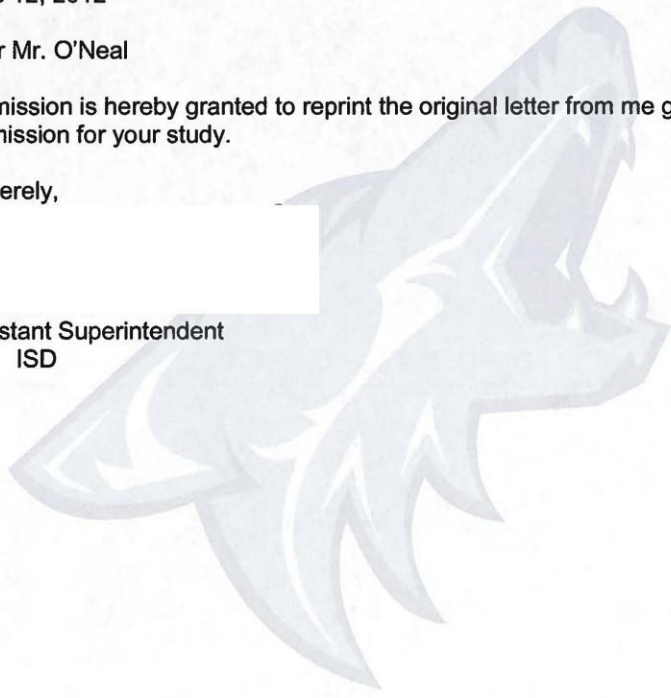 12, 2012
r Mr. O'Neal
mission is hereby granted to reprint the original letter from me g
mission for your study.
erely,
stant Superintendent
ISD